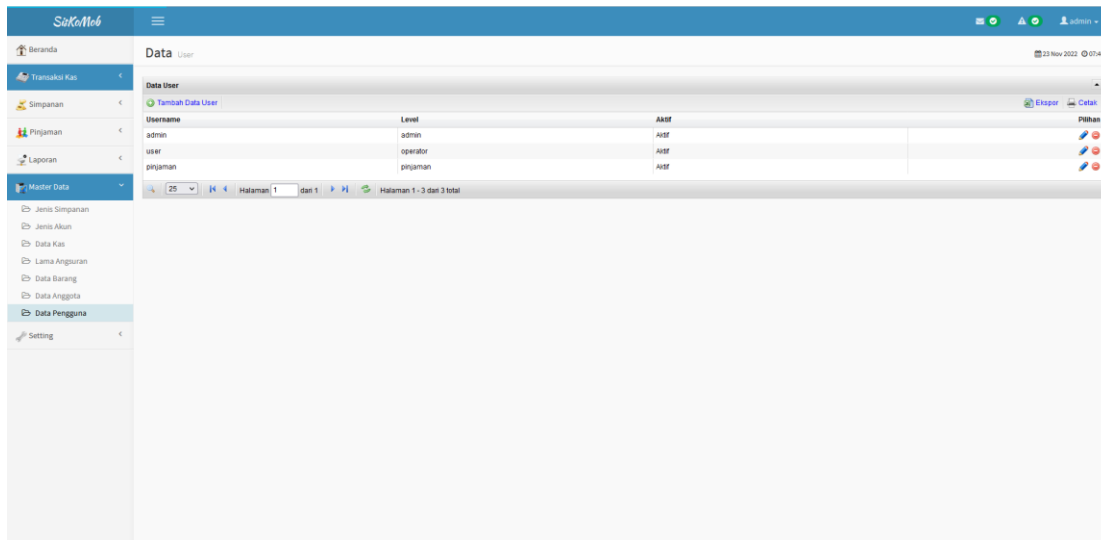 SisKoMob
admin
Beranda
Transaksi Kas
Simpanan
Pinjaman
Laporan
Master Data
Jenis Simpanan
Jenis Akun
Data Kas
Lama Angsuran
Data Barang
Data Anggota
Data Pengguna
Setting
Data User
23 Nov 2022 07:4
Data User
Tambah Data User Ekspor Cetak
Username Level Aktif Pilihan
admin admin Aktif
user operator Aktif
pinjaman pinjaman Aktif
25 Halaman 1 dari 1 Halaman 1 - 3 dari 3 total